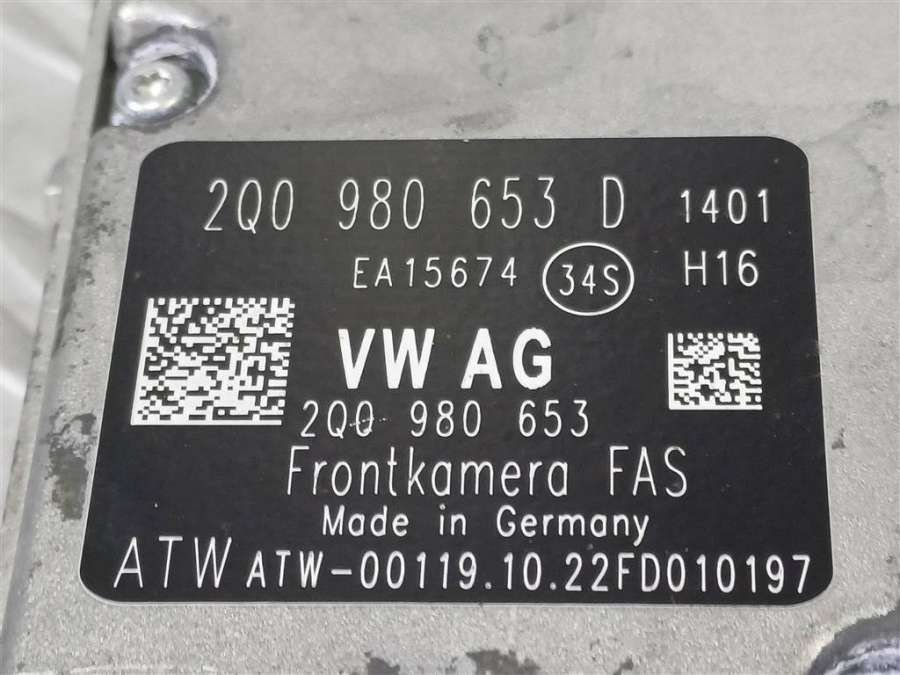 2Q0 980 653 D 1401
EA15674 34S H16
VW AG
2Q0 980 653
Frontkamera FAS
Made in Germany
ATW ATW-00119.10.22FD010197